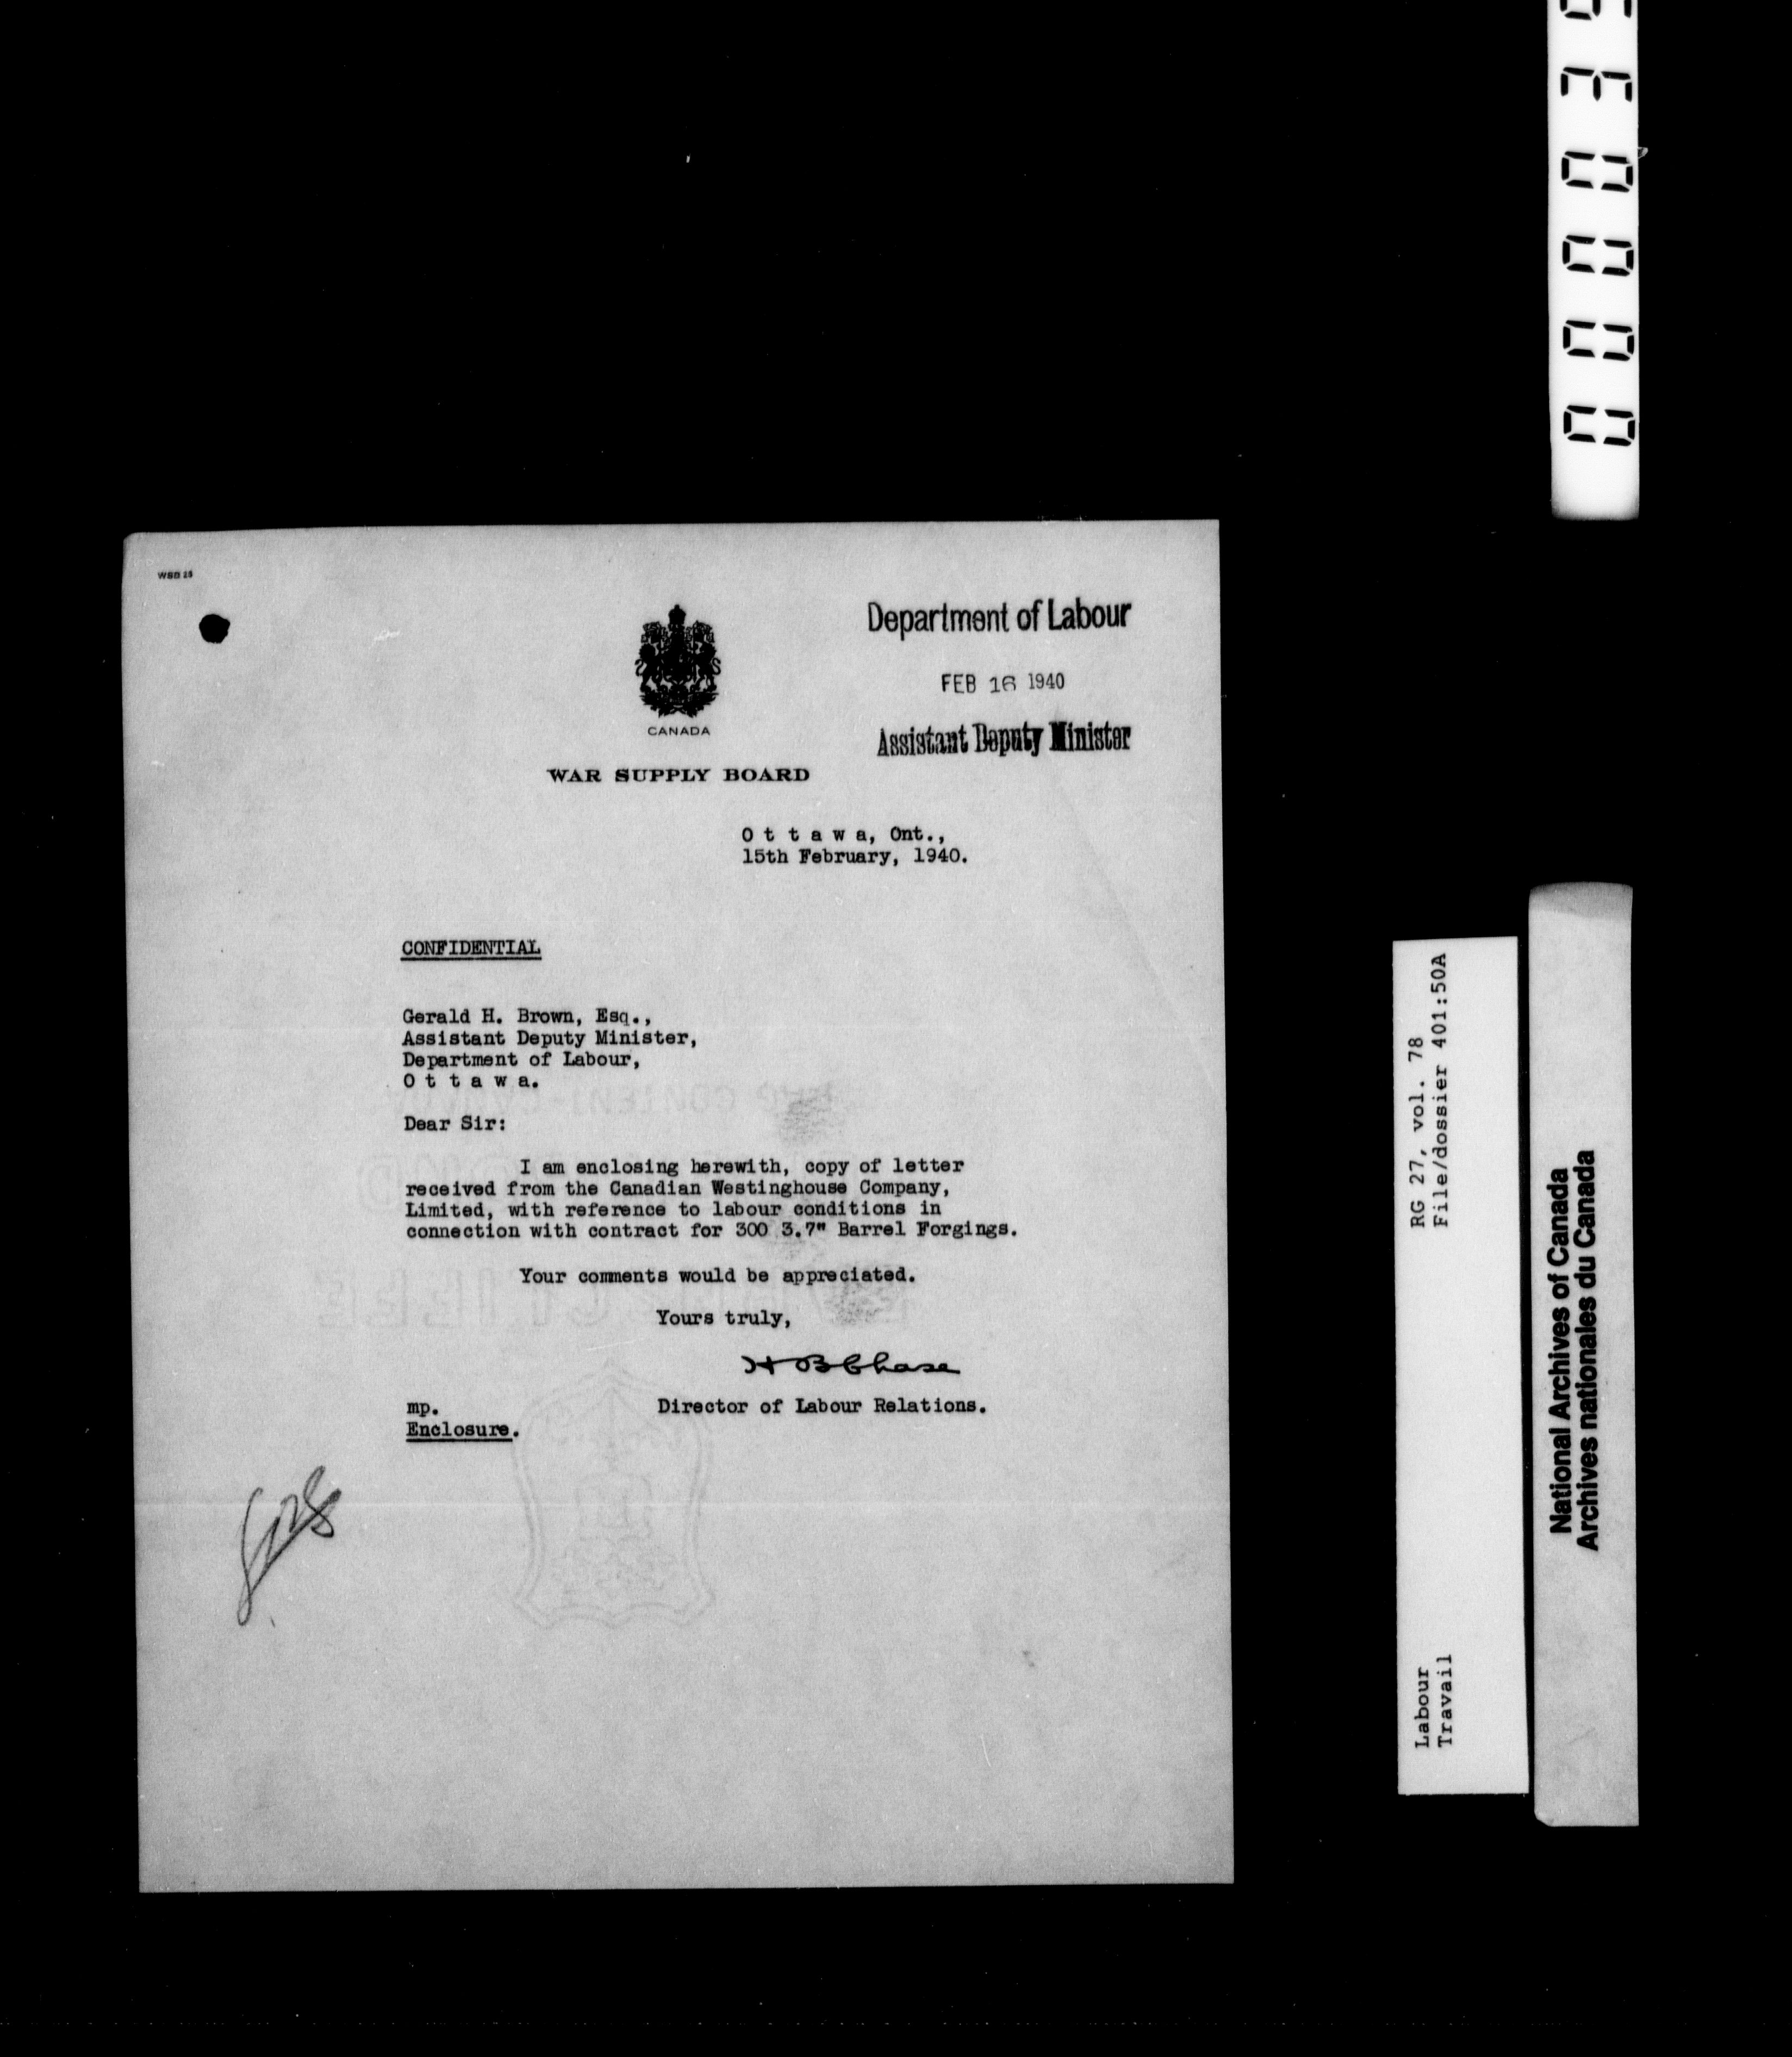 WSB 25
Department of Labour
FEB 16 1940
Assistant Deputy Minister
CANADA
WAR SUPPLY BOARD
O t t a w a, Ont.,
15th February, 1940.
CONFIDENTIAL
Gerald H. Brown, Esq.,
Assistant Deputy Minister,
Department of Labour,
O t t a w a.
Dear Sir:
I am enclosing herewith, copy of letter
received from the Canadian Westinghouse Company,
Limited, with reference to labour conditions in
connection with contract for 300 3.7" Barrel Forgings.
Your comments would be appreciated.
Yours truly,
H B Chase
Director of Labour Relations.
mp.
Enclosure.
RG 27, vol. 78
File/dossier 401:50A
Labour
Travail
National Archives of Canada
Archives nationales du Canada